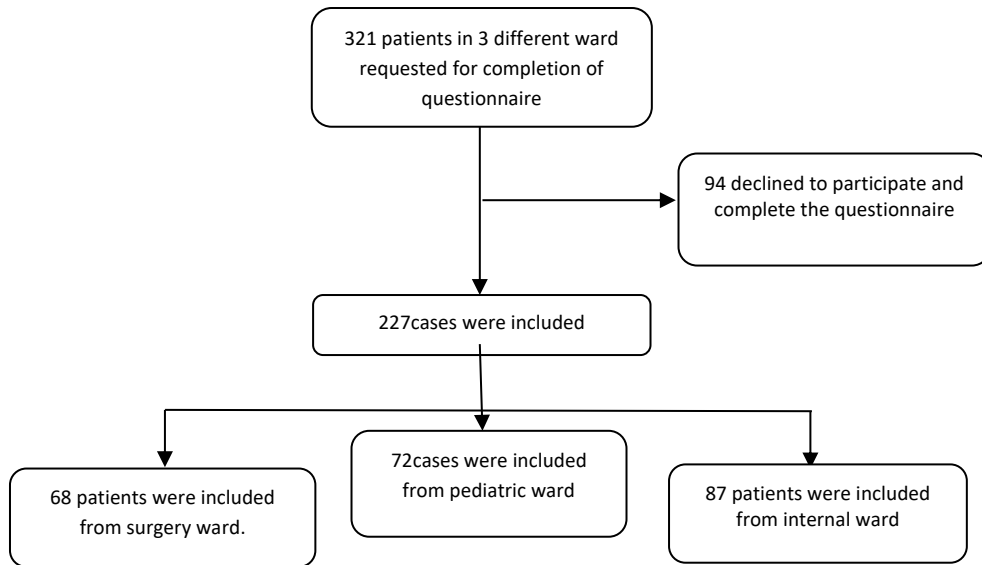 321 patients in 3 different ward
requested for completion of
questionnaire
94 declined to participate and
complete the questionnaire
227cases were included
68 patients were included
from surgery ward.
72cases were included
from pediatric ward
87 patients were included
from internal ward